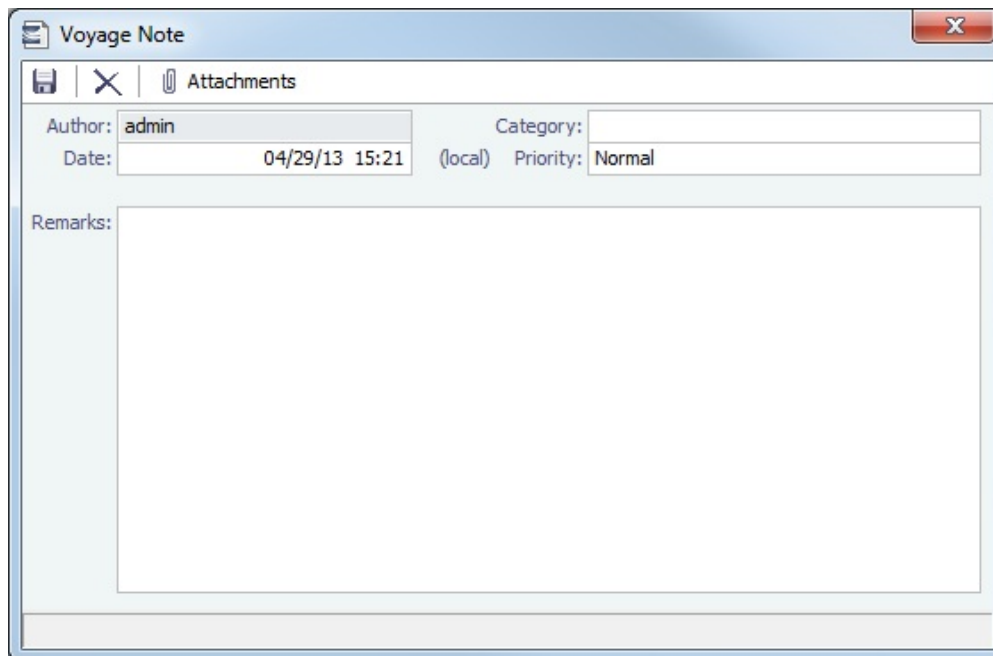 Voyage Note
Attachments
Author: admin Category:
Date: 04/29/13 15:21 (local) Priority: Normal
Remarks: